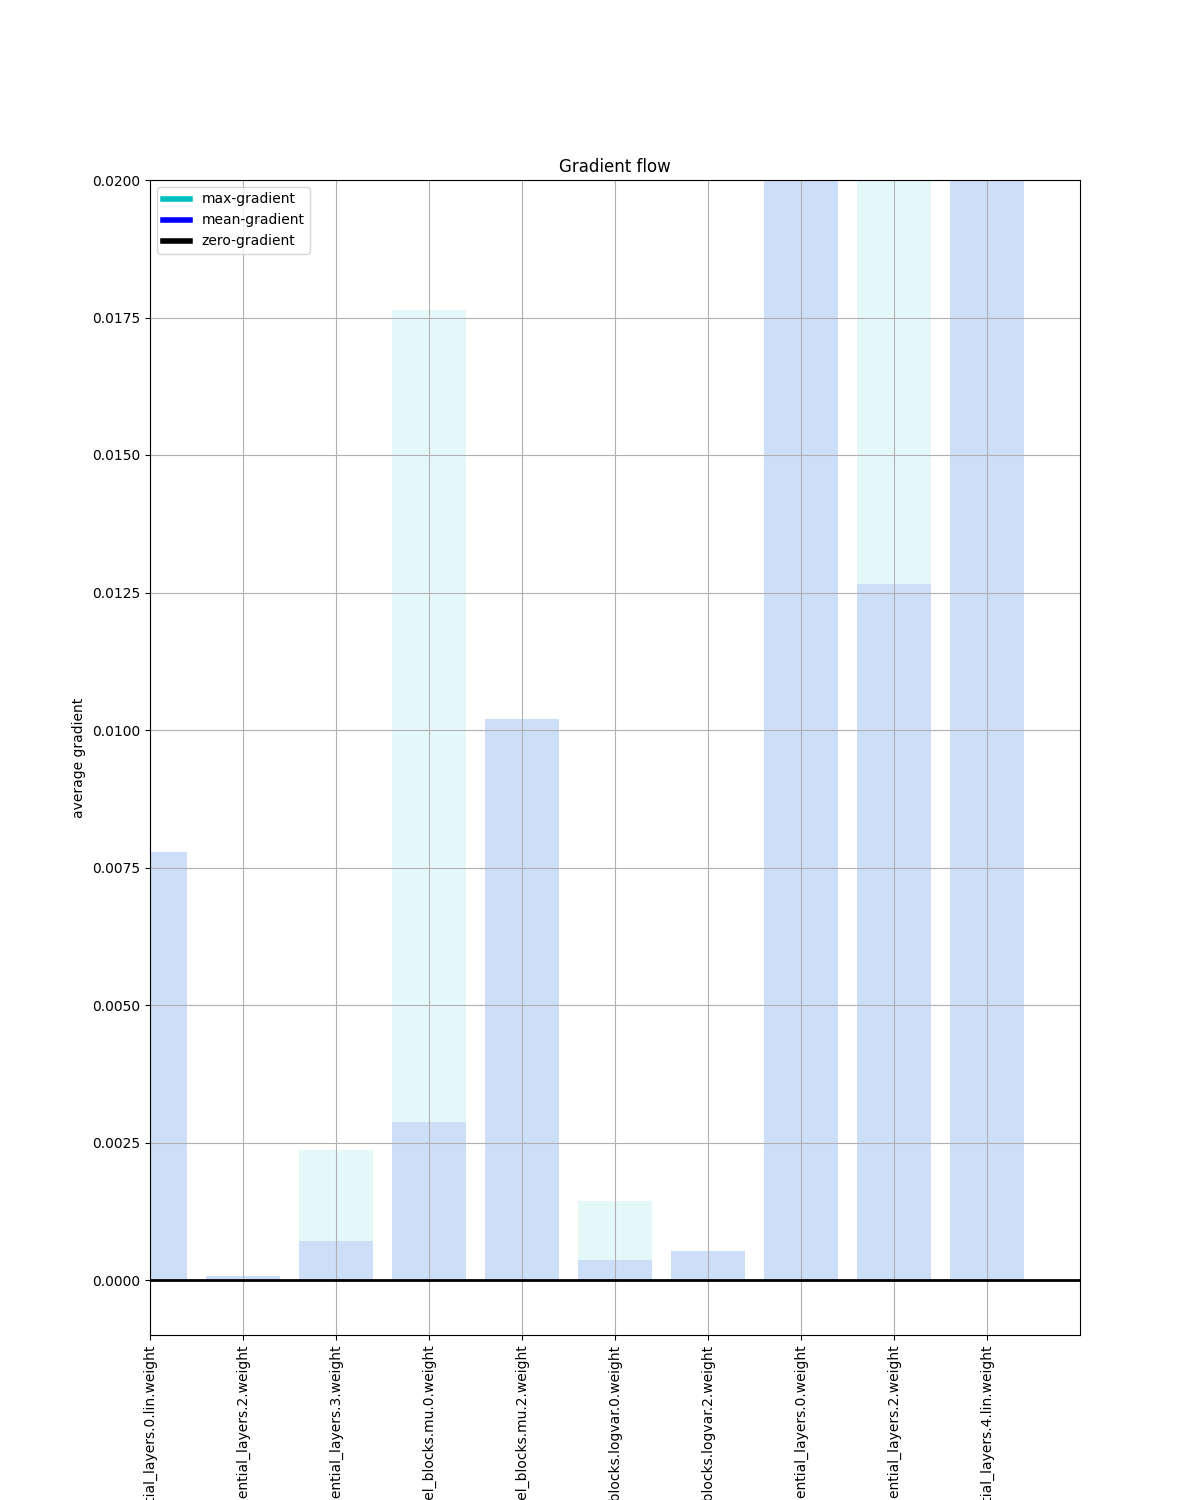 Gradient flow
max-gradient
mean-gradient
zero-gradient
0.0200
0.0175
0.0150
0.0125
0.0100
0.0075
0.0050
0.0025
0.0000
average gradient
tial_layers.0.lin.weight
ential_layers.2.weight
ential_layers.3.weight
el_blocks.mu.0.weight
el_blocks.mu.2.weight
blocks.logvar.0.weight
blocks.logvar.2.weight
ential_layers.0.weight
ential_layers.2.weight
tial_layers.4.lin.weight